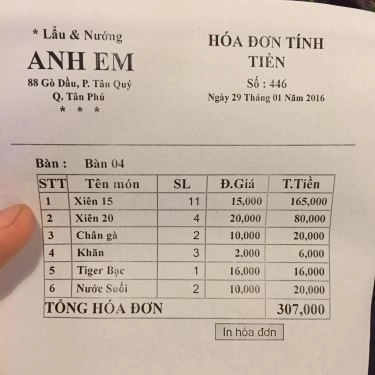 * Lẩu & Nướng
ANH EM
88 Gò Dầu, P. Tân Quý
Q. Tân Phú
* * *
HÓA ĐƠN TÍNH
TIỀN
Số : 446
Ngày 29 Tháng 01 Năm 2016
Bàn : Bàn 04
STT Tên món SL Đ.Giá T.Tiền
1 Xiên 15 11 15,000 165,000
2 Xiên 20 4 20,000 80,000
3 Chân gà 2 10,000 20,000
4 Khăn 3 2,000 6,000
5 Tiger Bạc 1 16,000 16,000
6 Nước Suối 2 10,000 20,000
TỔNG HÓA ĐƠN 307,000
In hóa đơn